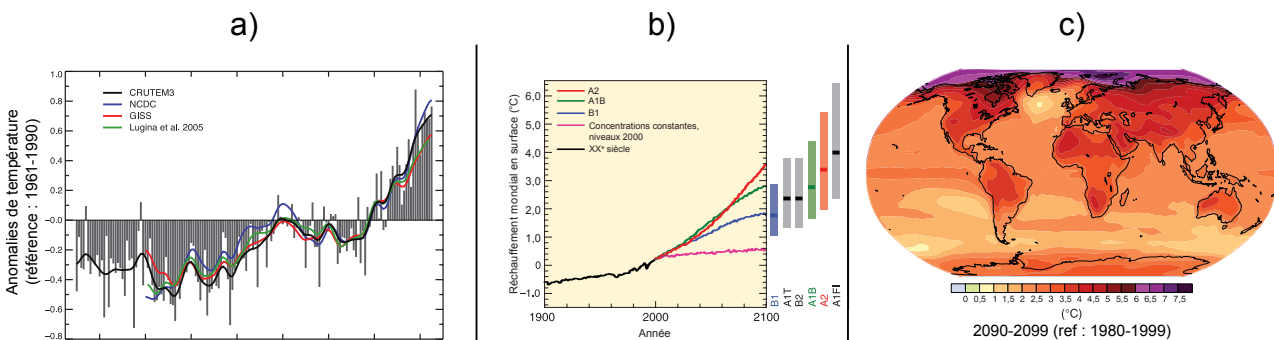 a)
Anomalies de température
(référence : 1961-1990)
1.0
0.8
0.6
0.4
0.2
−0.0
−0.2
−0.4
−0.6
−0.8
CRUTEM3
NCDC
GISS
Lugina et al. 2005
b)
Réchauffement mondial en surface (°C)
6,0
5,0
4,0
3,0
2,0
1,0
0
−1,0
A2
A1B
B1
Concentrations constantes,
niveaux 2000
XXe siècle
1900
2000
2100
Année
B1
A1T
B2
A1B
A2
A1FI
c)
0 0,5 1 1,5 2 2,5 3 3,5 4 4,5 5 5,5 6 6,5 7 7,5
(°C)
2090-2099 (ref : 1980-1999)